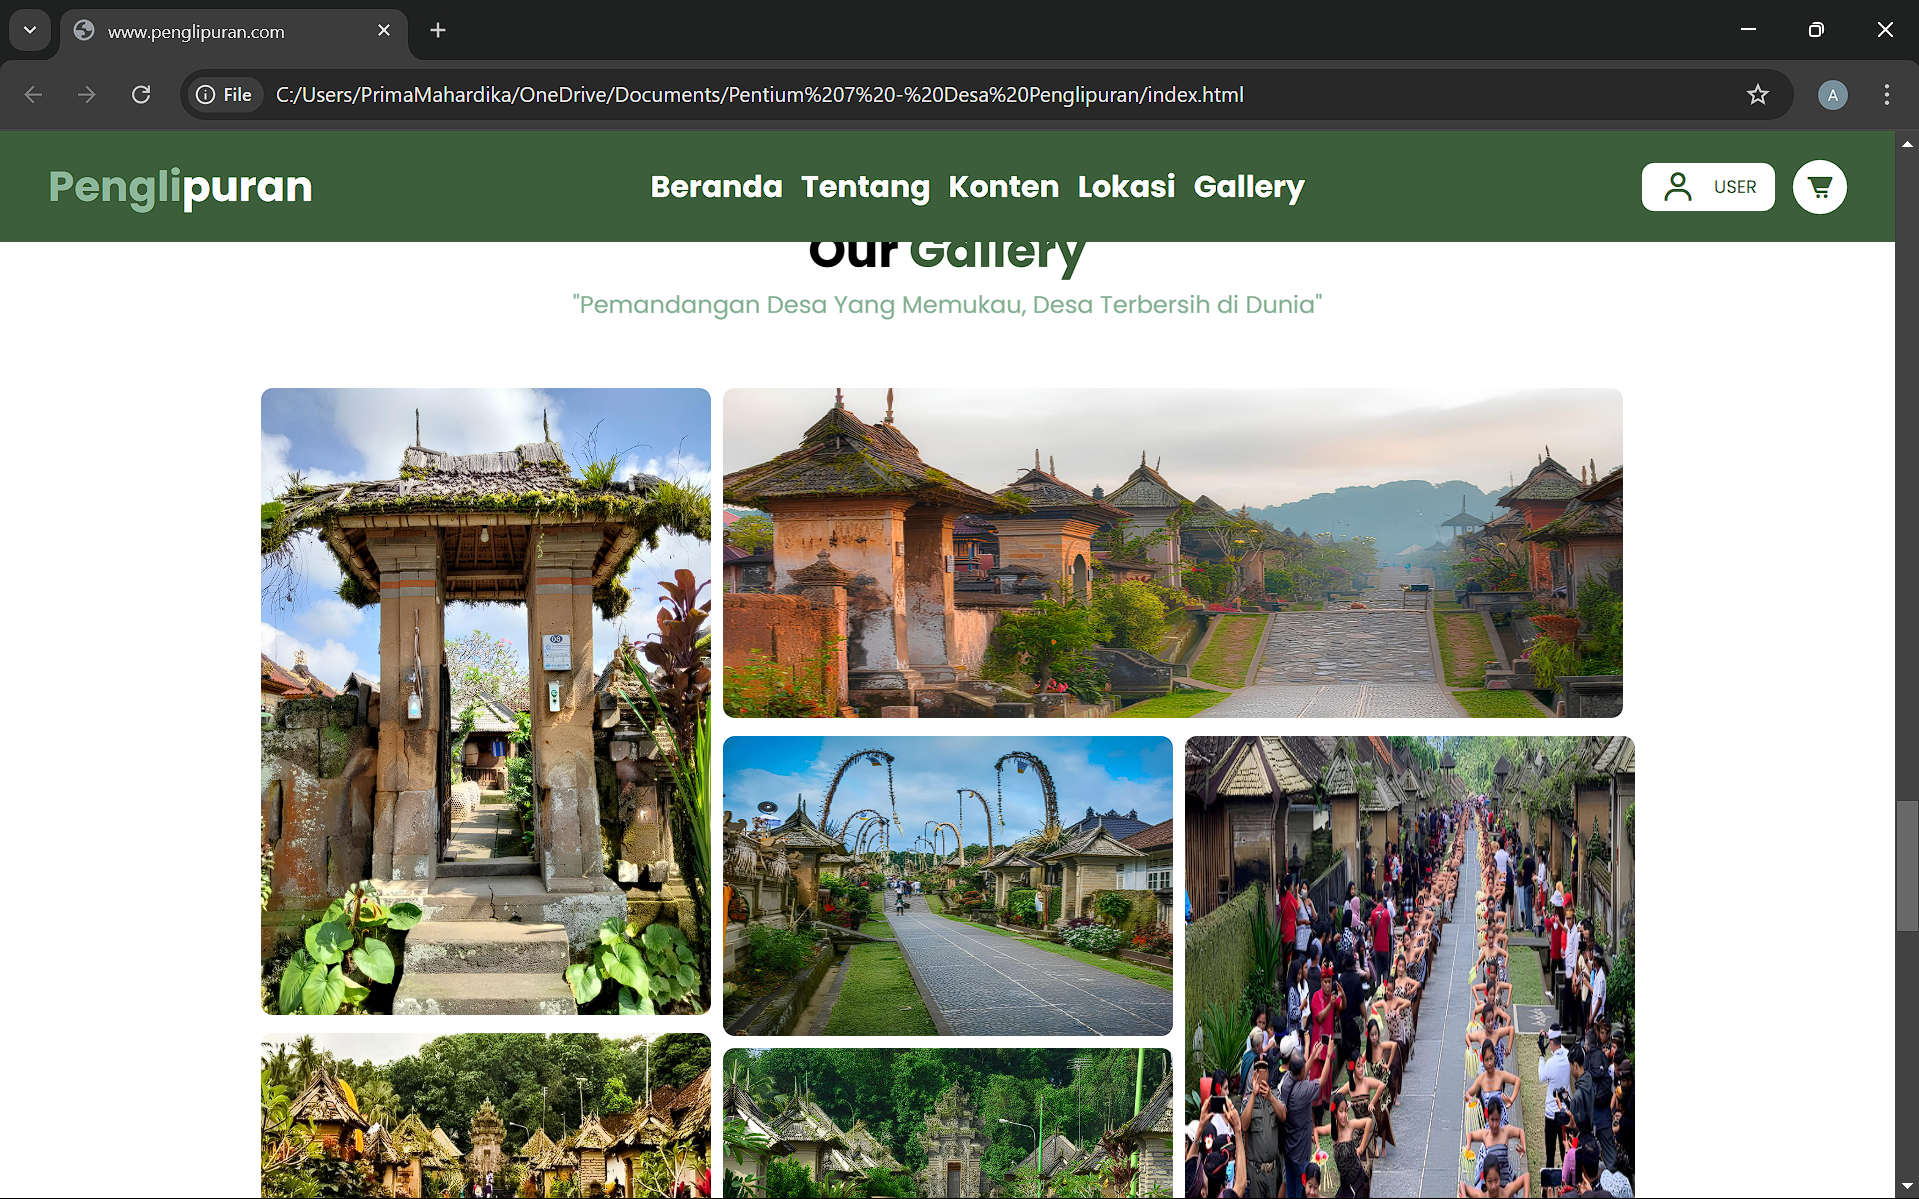 www.penglipuran.com
File C:/Users/PrimaMahardika/OneDrive/Documents/Pentium%207%20-%20Desa%20Penglipuran/index.html
A
Penglipuran
Beranda Tentang Konten Lokasi Gallery
USER
Our Gallery
"Pemandangan Desa Yang Memukau, Desa Terbersih di Dunia"